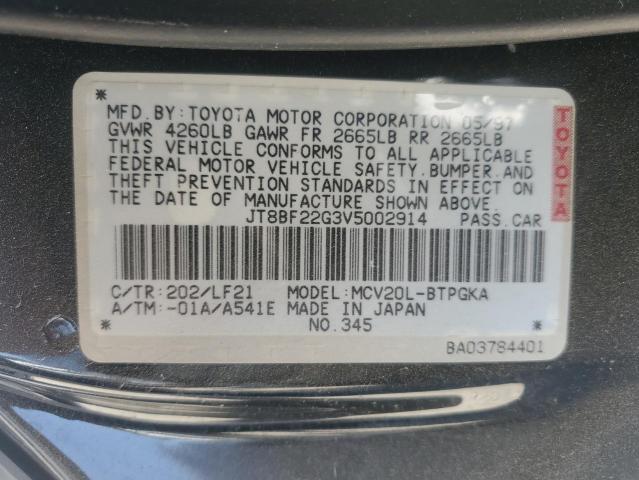 *
MFD.BY:TOYOTA MOTOR CORPORATION 05/97
GVWR 4260LB GAWR FR 2665LB RR 2665LB
THIS VEHICLE CONFORMS TO ALL APPLICABLE
FEDERAL MOTOR VEHICLE SAFETY.BUMPER.AND
THEFT PREVENTION STANDARDS IN EFFECT ON
THE DATE OF MANUFACTURE SHOWN ABOVE.
JT8BF22G3V5002914 PASS.CAR
TOYOTA
C/TR:202/LF21 MODEL:MCV20L-BTPGKA
A/TM:-01A/A541E MADE IN JAPAN
NO.345
BA03784401
*